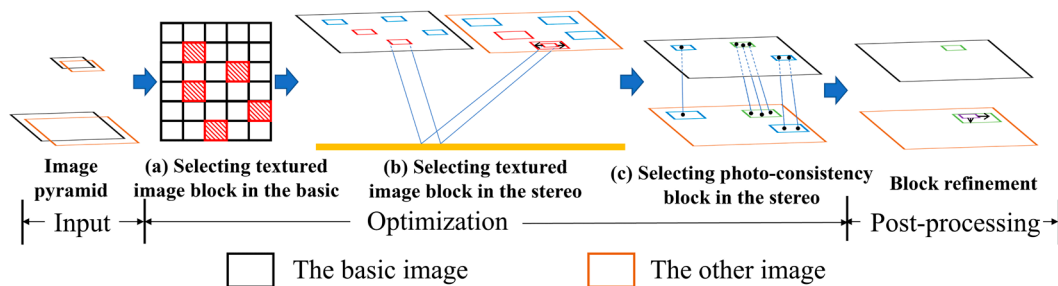 Image
pyramid
(a) Selecting textured
image block in the basic
(b) Selecting textured
image block in the stereo
(c) Selecting photo-consistency
block in the stereo
Block refinement
Input
Optimization
Post-processing
The basic image
The other image